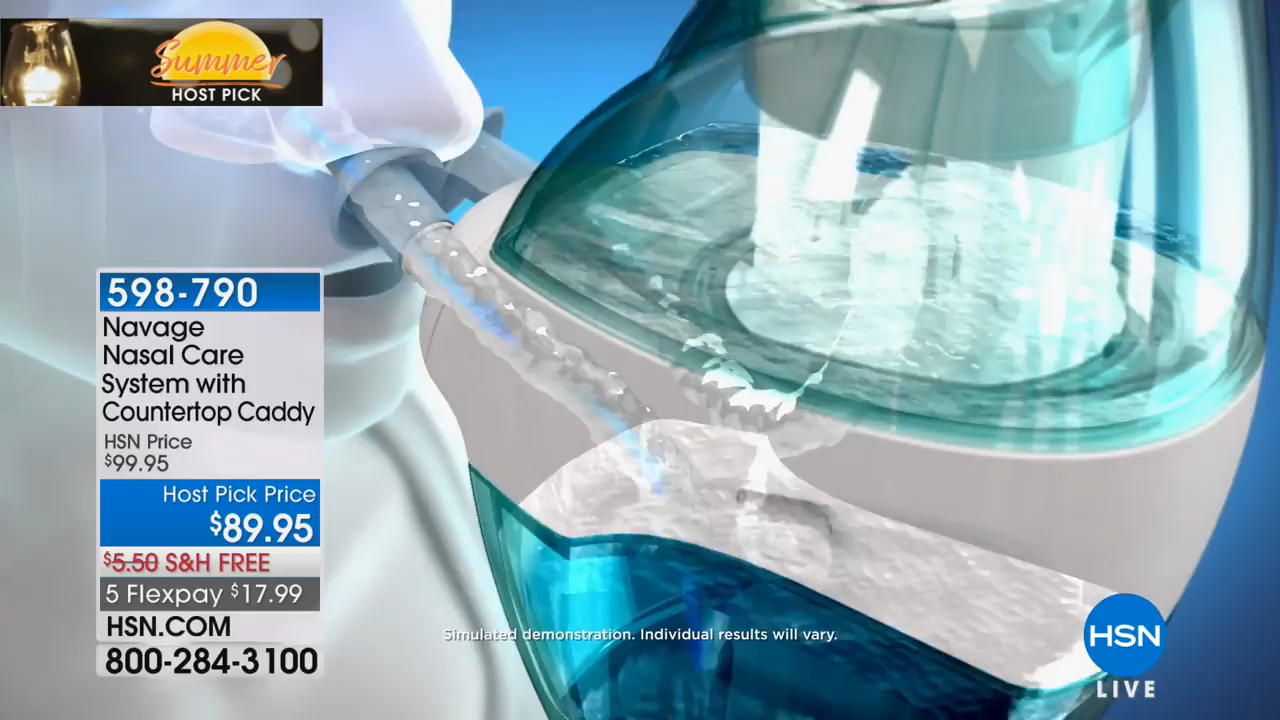 Summer
HOST PICK
598-790
Navage
Nasal Care
System with
Countertop Caddy
HSN Price
$99.95
Host Pick Price
$89.95
$5.50 S&H FREE
5 Flexpay $17.99
HSN.COM
800-284-3100
Simulated demonstration. Individual results will vary.
HSN
LIVE